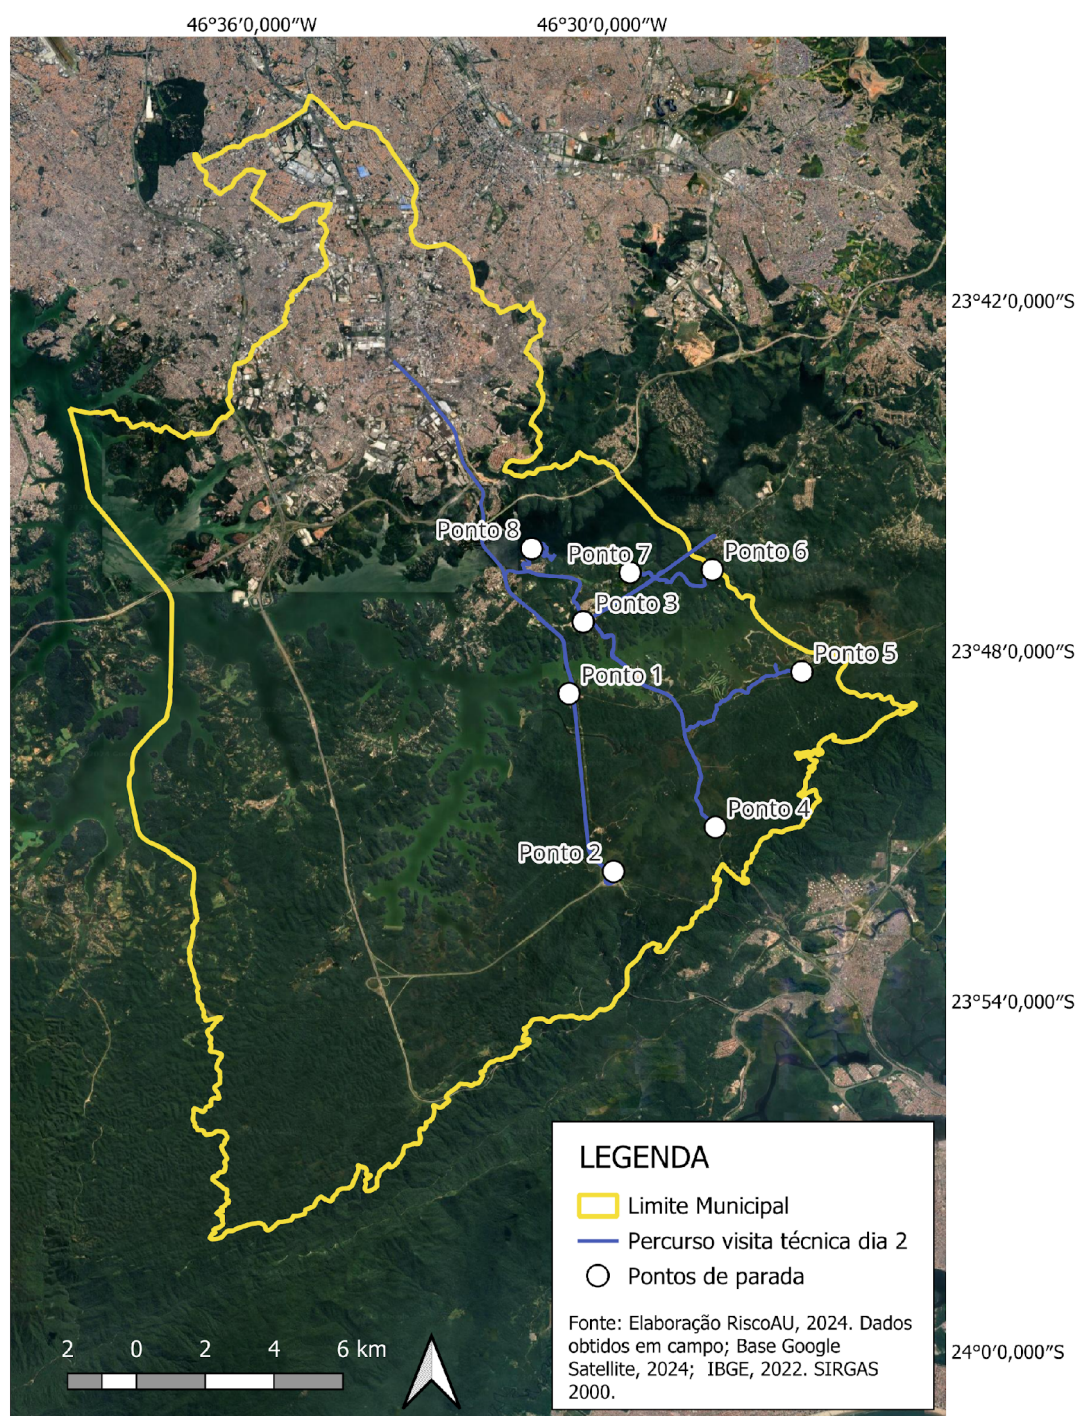 46°36′0,000″W
46°30′0,000″W
23°42′0,000″S
Ponto 8
Ponto 7
Ponto 6
Ponto 3
23°48′0,000″S
Ponto 5
Ponto 1
Ponto 4
Ponto 2
23°54′0,000″S
LEGENDA
Limite Municipal
Percurso visita técnica dia 2
Pontos de parada
Fonte: Elaboração RiscoAU, 2024. Dados
obtidos em campo; Base Google
Satellite, 2024; IBGE, 2022. SIRGAS
2000.
2 0 2 4 6 km
24°0′0,000″S